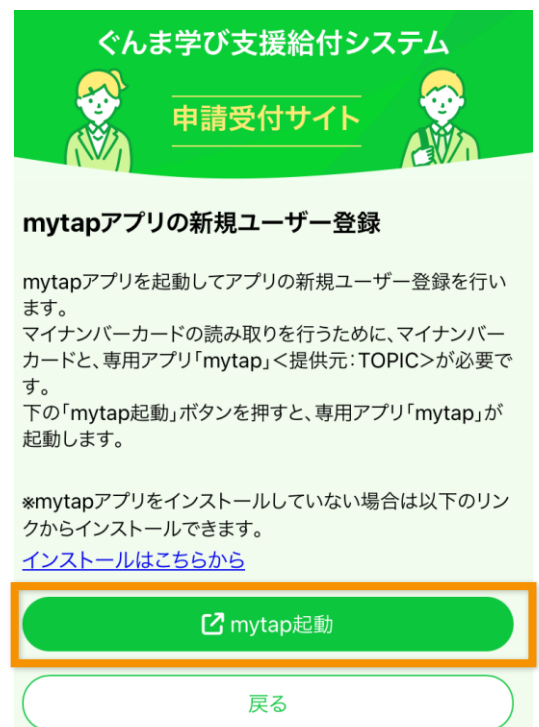 ぐんま学び支援給付システム
申請受付サイト
mytapアプリの新規ユーザー登録
mytapアプリを起動してアプリの新規ユーザー登録を行い
ます。
マイナンバーカードの読み取りを行うために、マイナンバー
カードと、専用アプリ「mytap」<提供元:TOPIC>が必要で
す。
下の「mytap起動」ボタンを押すと、専用アプリ「mytap」が
起動します。
※mytapアプリをインストールしていない場合は以下のリン
クからインストールできます。
インストールはこちらから
mytap起動
戻る